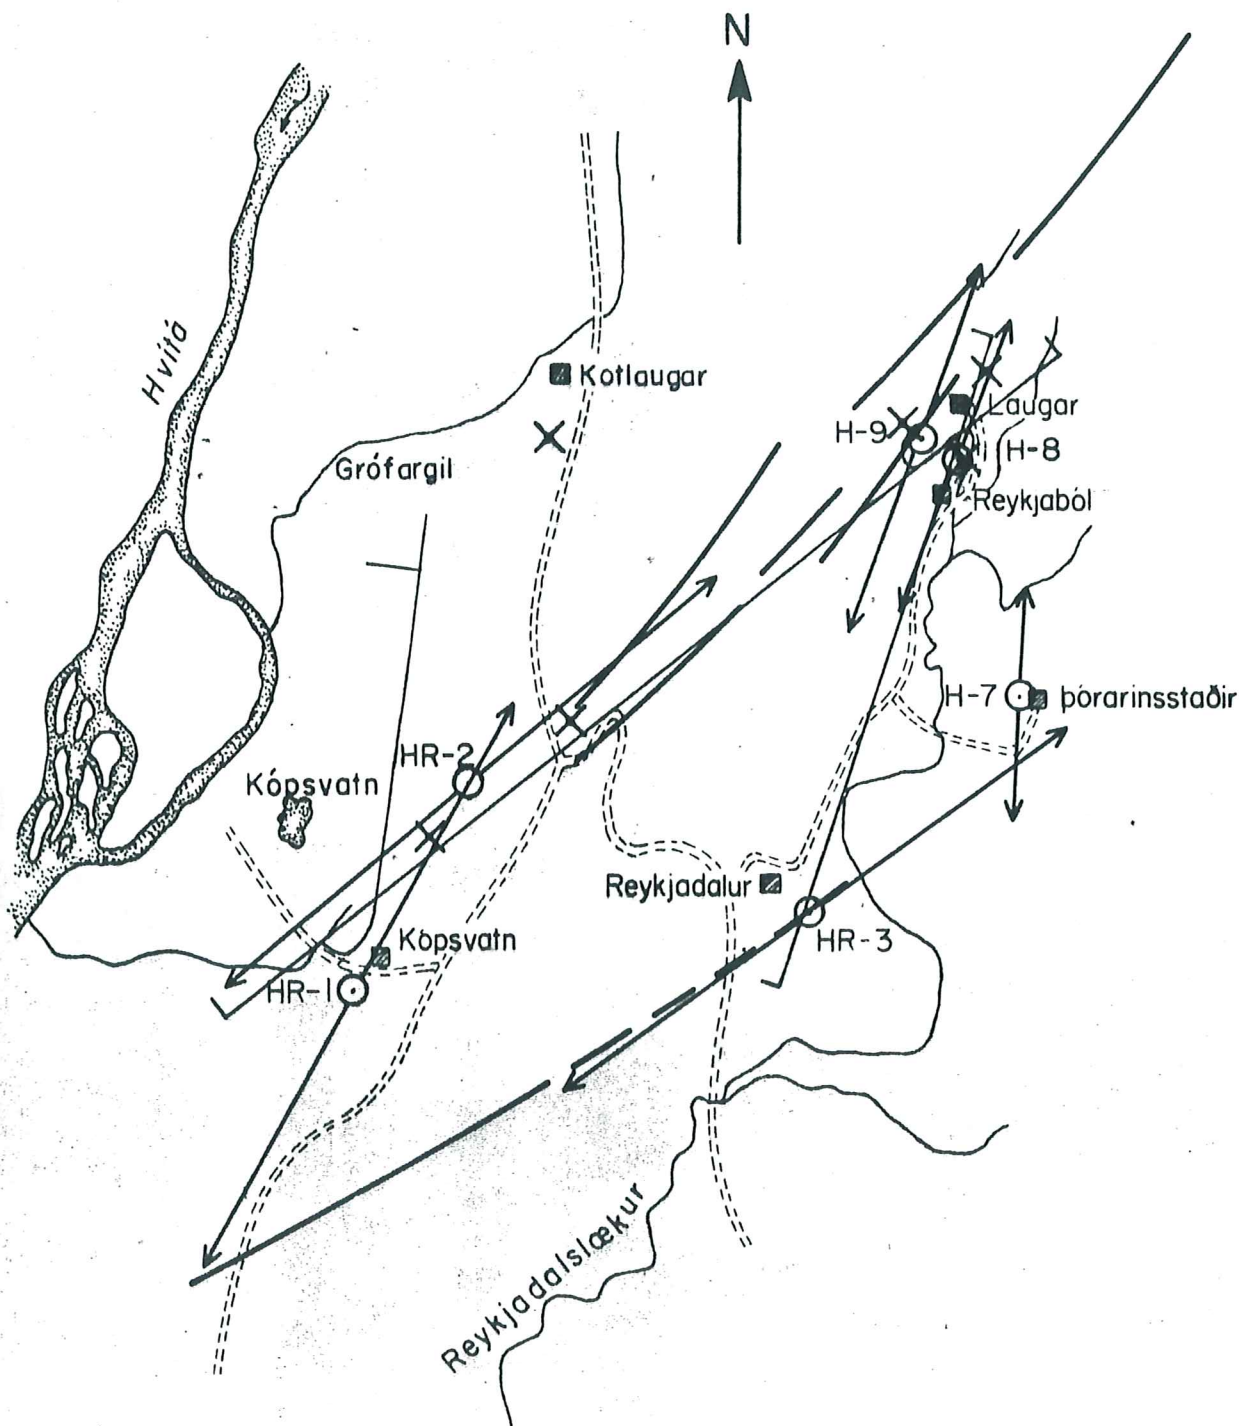 N
Hvítá
Kotlaugar
Laugar
H-9
H-8
Grófargil
Reykjaból
H-7
Þórarinsstaðir
HR-2
Kópsvatn
Reykjadalur
Kópsvatn
HR-3
HR-1
Reykjadalslækur